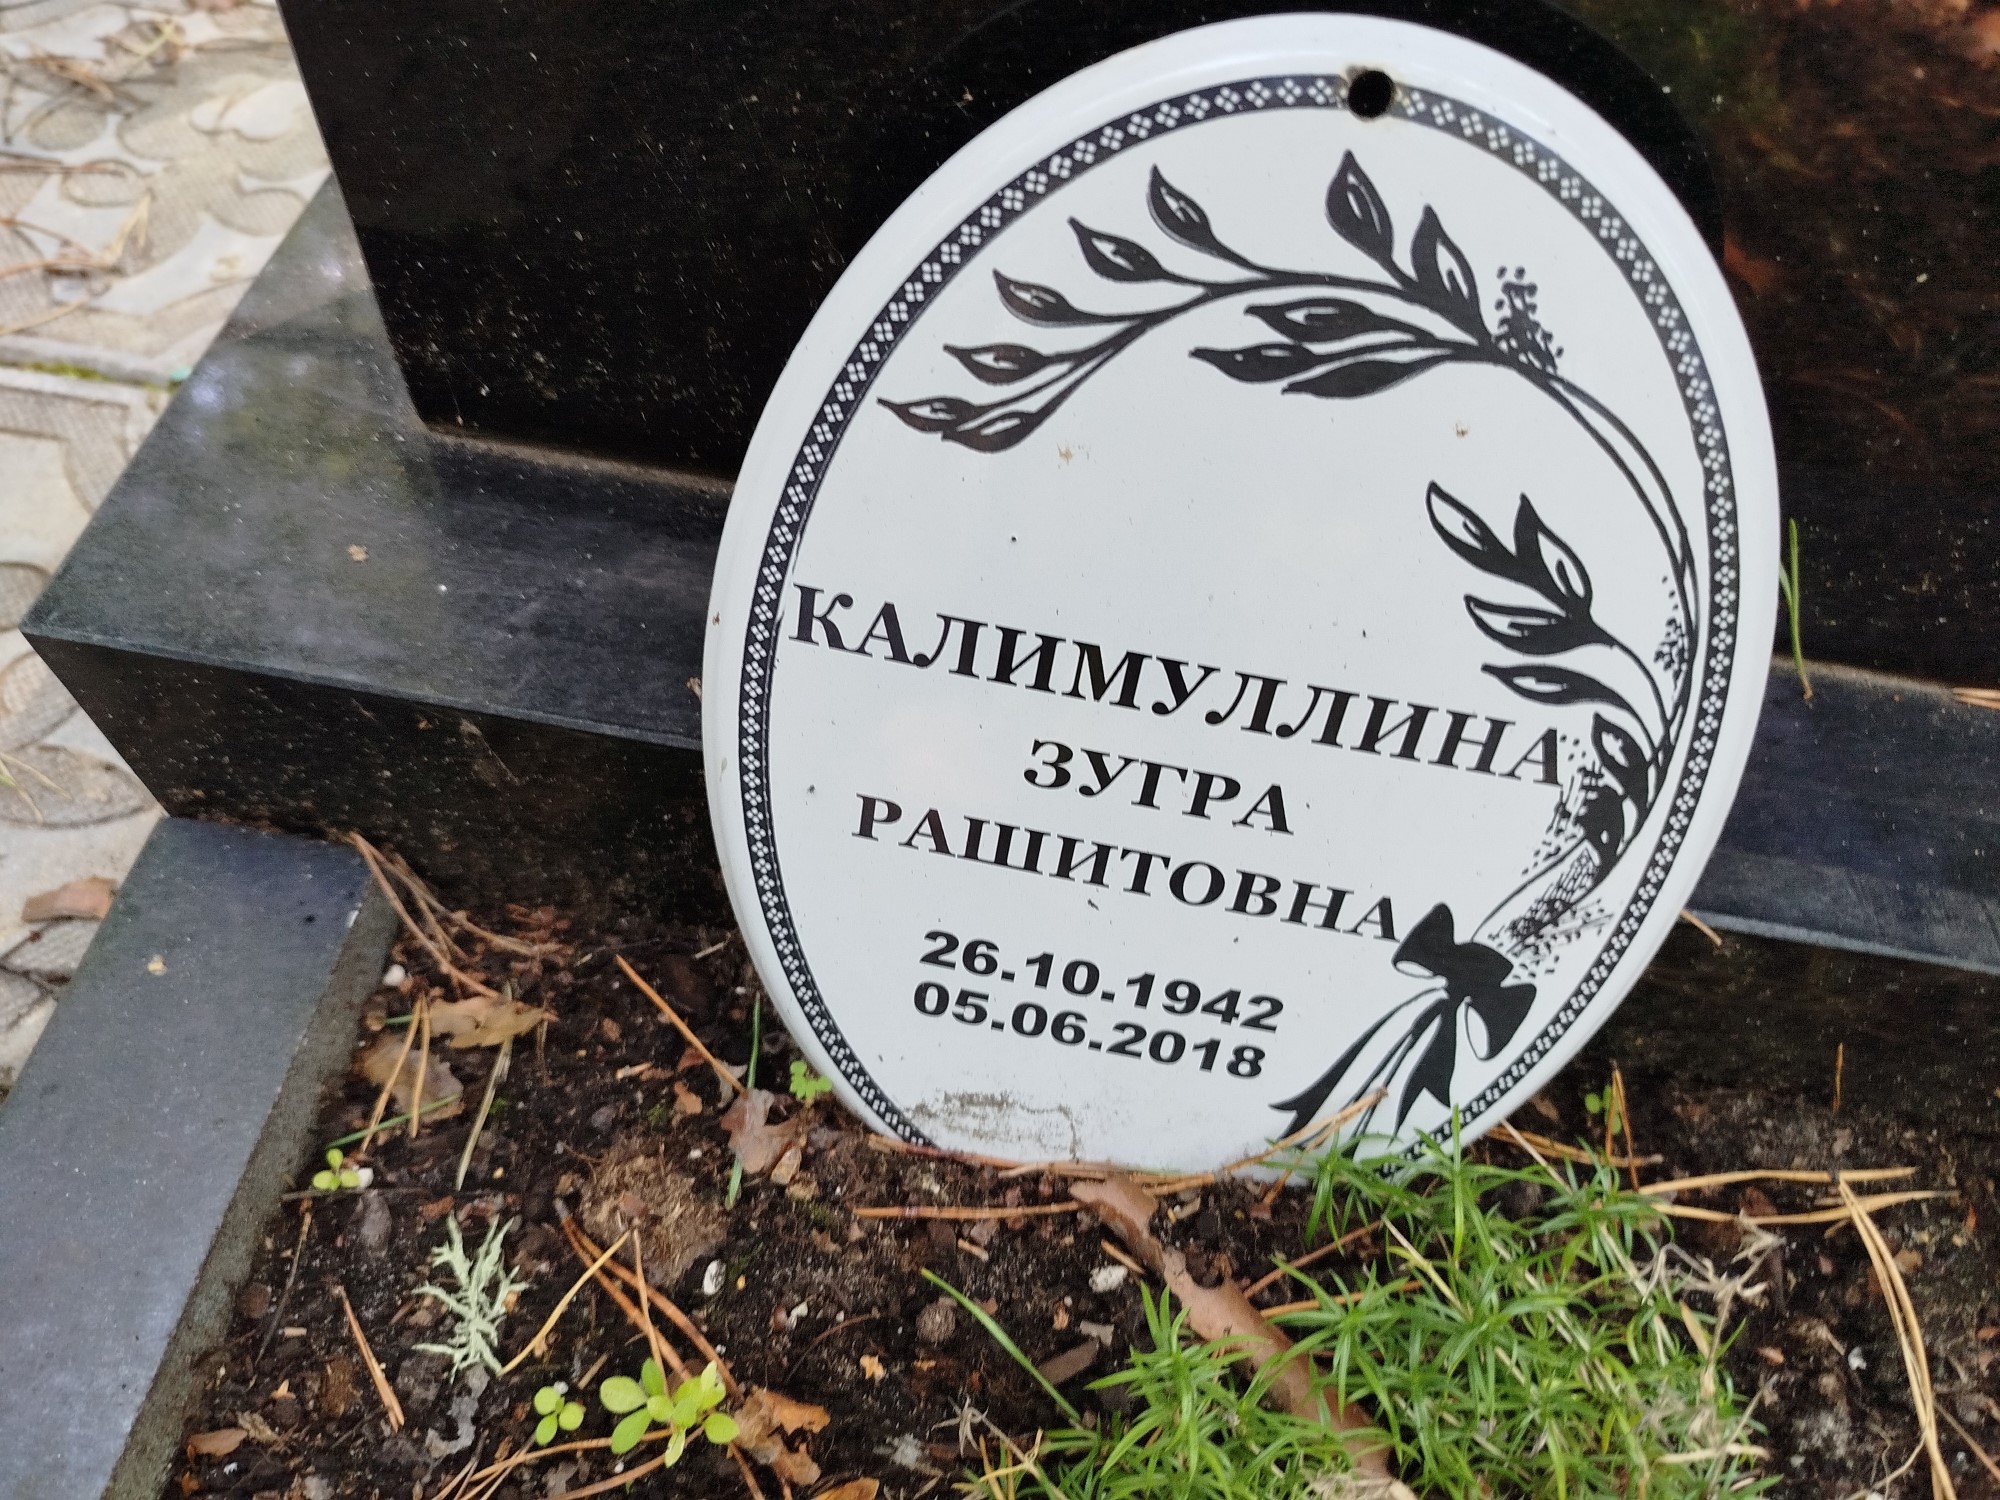 КАЛИМУЛЛИНА
ЗУГРА
РАШИТОВНА
26.10.1942
05.06.2018